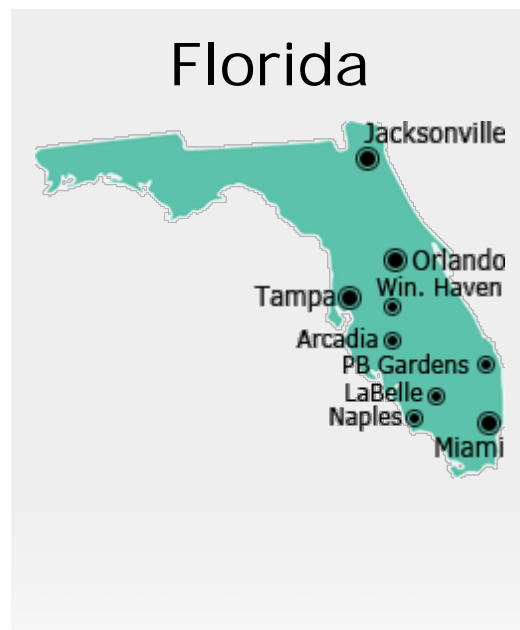 Florida
Jacksonville
Orlando
Win. Haven
Tampa
Arcadia
PB Gardens
LaBelle
Naples
Miami